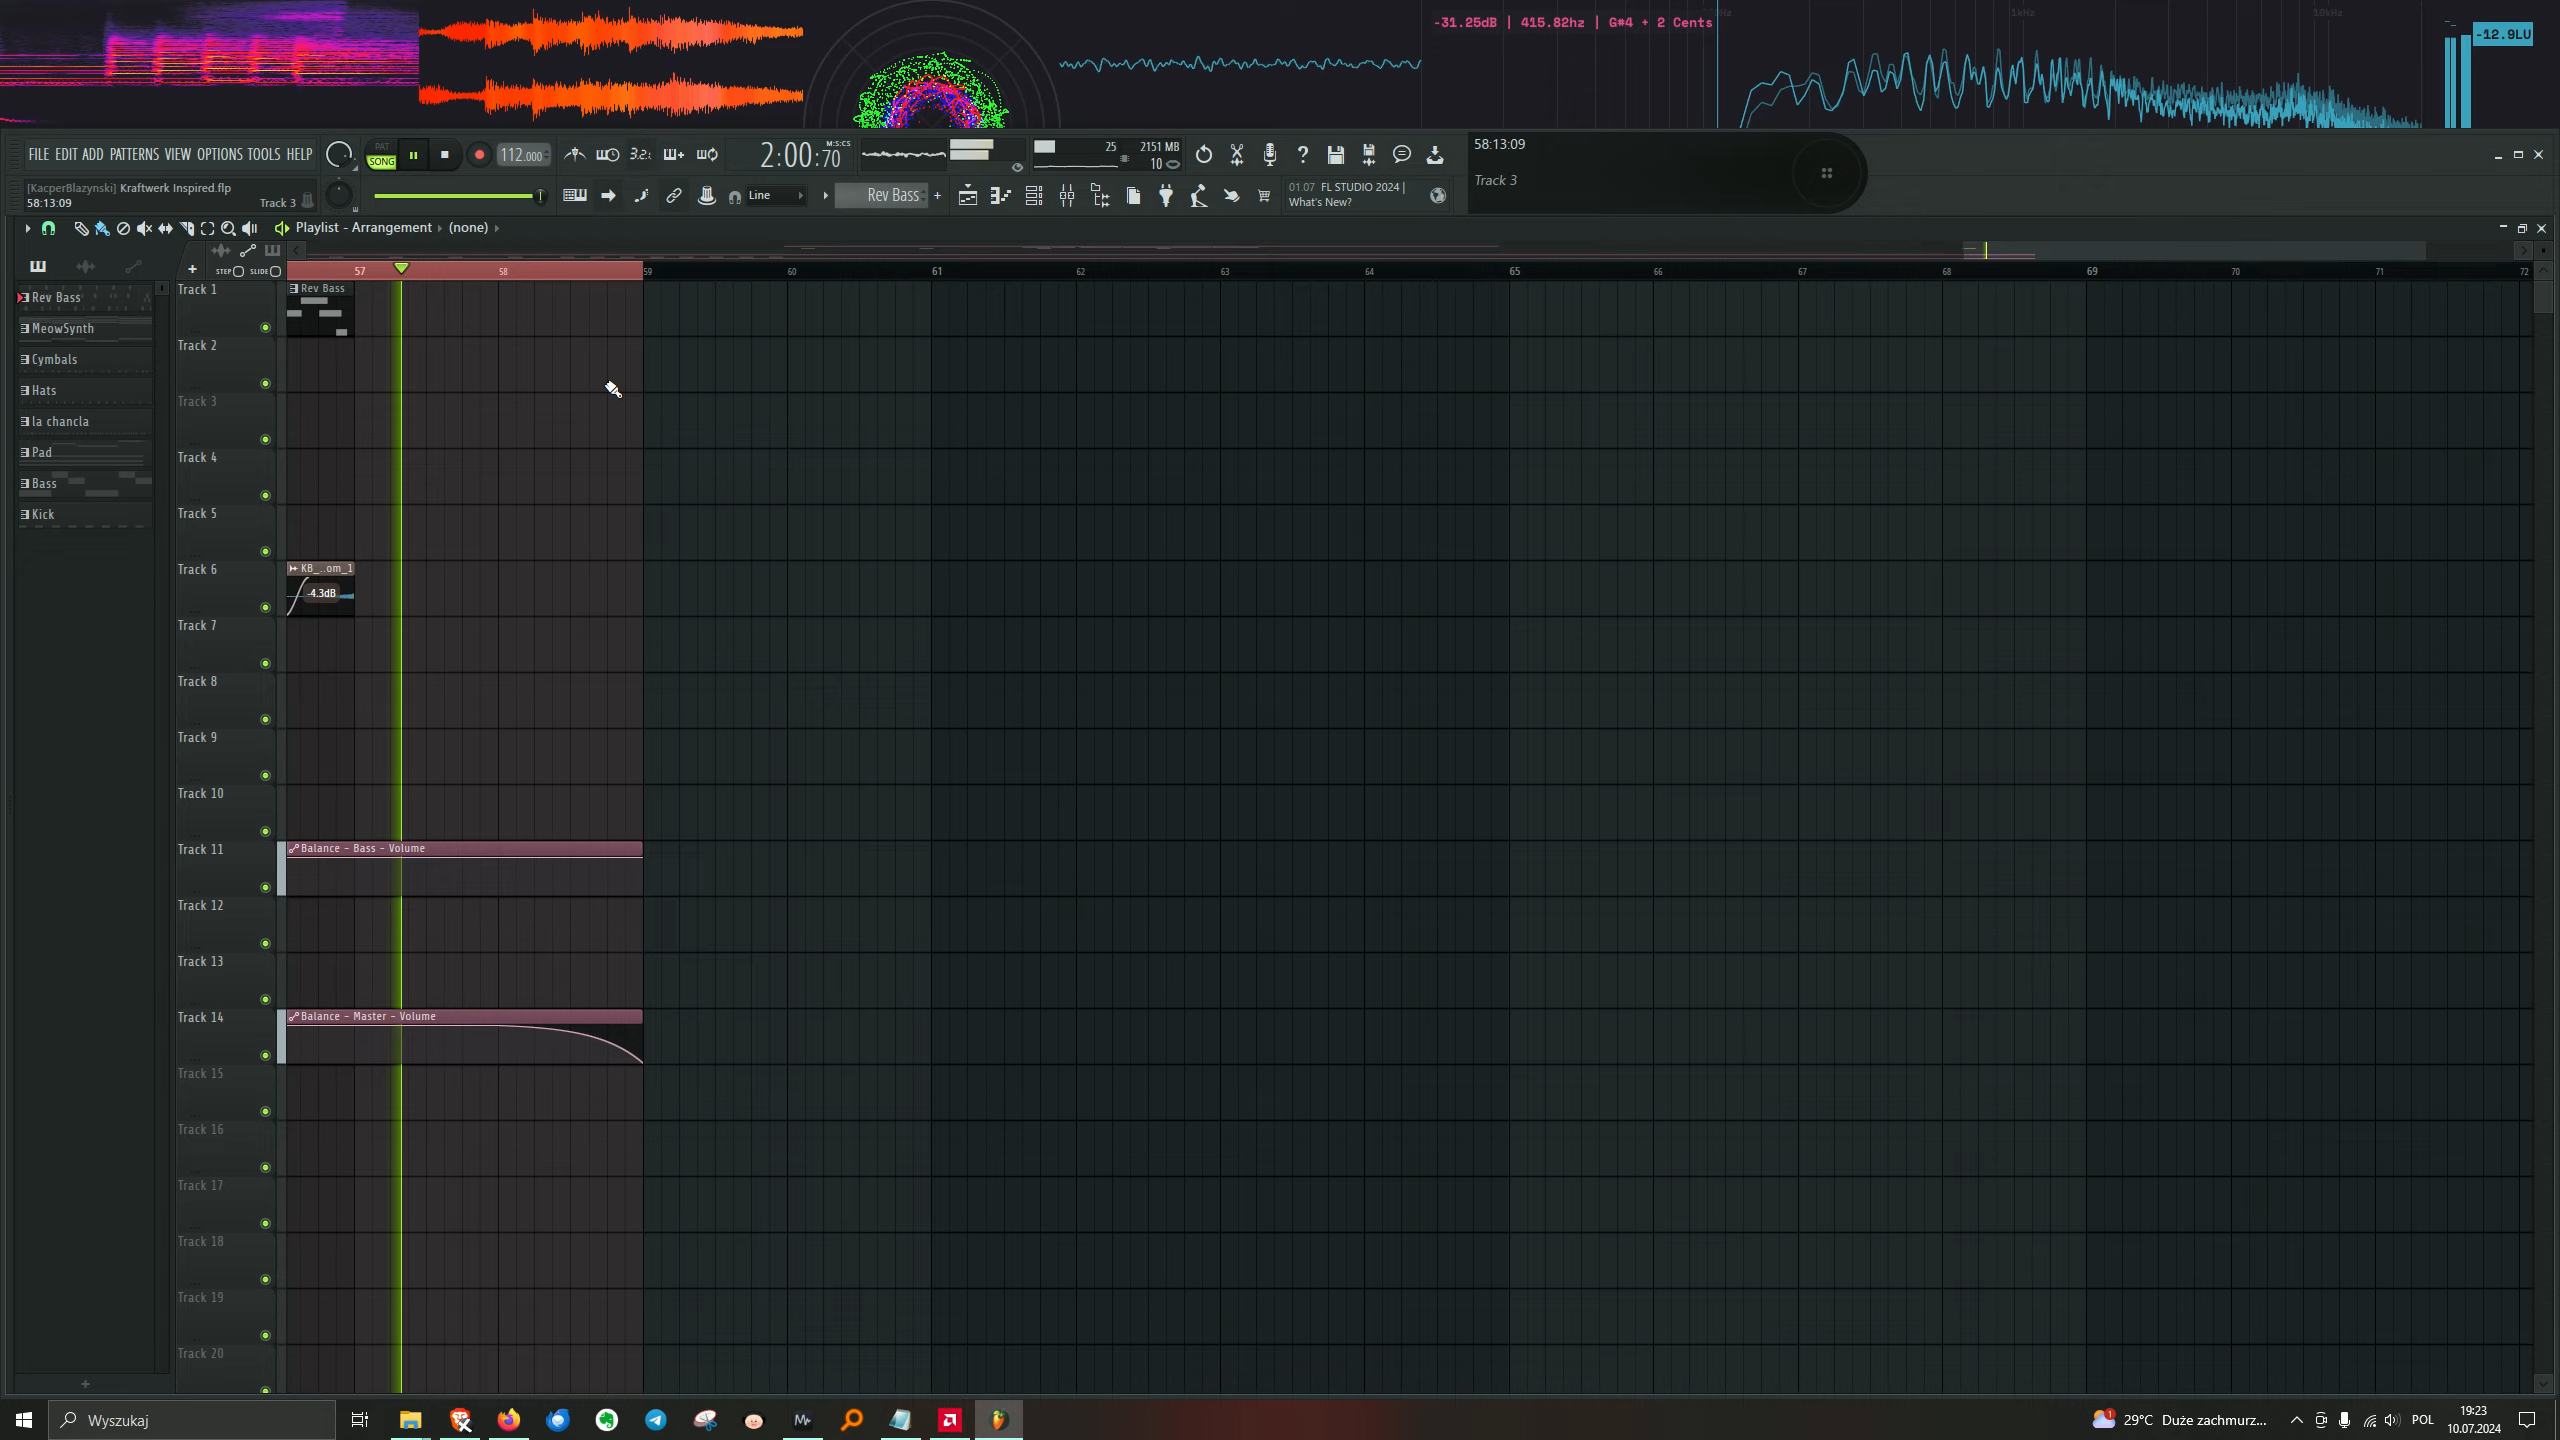 -31.25dB | 415.82hz | G#4 + 2 Cents
1kHz
10kHz
-12.9LU
FILE EDIT ADD PATTERNS VIEW OPTIONS TOOLS HELP
PAT
SONG
112.000
2:00:70
M:S:CS
25
2151 MB
10
58:13:09
Track 3
[KacperBlazynski] Kraftwerk Inspired.flp
58:13:09
Track 3
Line
Rev Bass
01.07 FL STUDIO 2024 |
What's New?
Playlist - Arrangement
(none)
STEP
SLIDE
57
58
59
60
61
62
63
64
65
66
67
68
69
70
71
72
Rev Bass
MeowSynth
Cymbals
Hats
la chancla
Pad
Bass
Kick
Track 1
Rev Bass
Track 2
Track 3
Track 4
Track 5
Track 6
KB_..om_1
-4.3dB
Track 7
Track 8
Track 9
Track 10
Track 11
Balance - Bass - Volume
Track 12
Track 13
Track 14
Balance - Master - Volume
Track 15
Track 16
Track 17
Track 18
Track 19
Track 20
Wyszukaj
1
29°C Duże zachmurz...
POL
19:23
10.07.2024